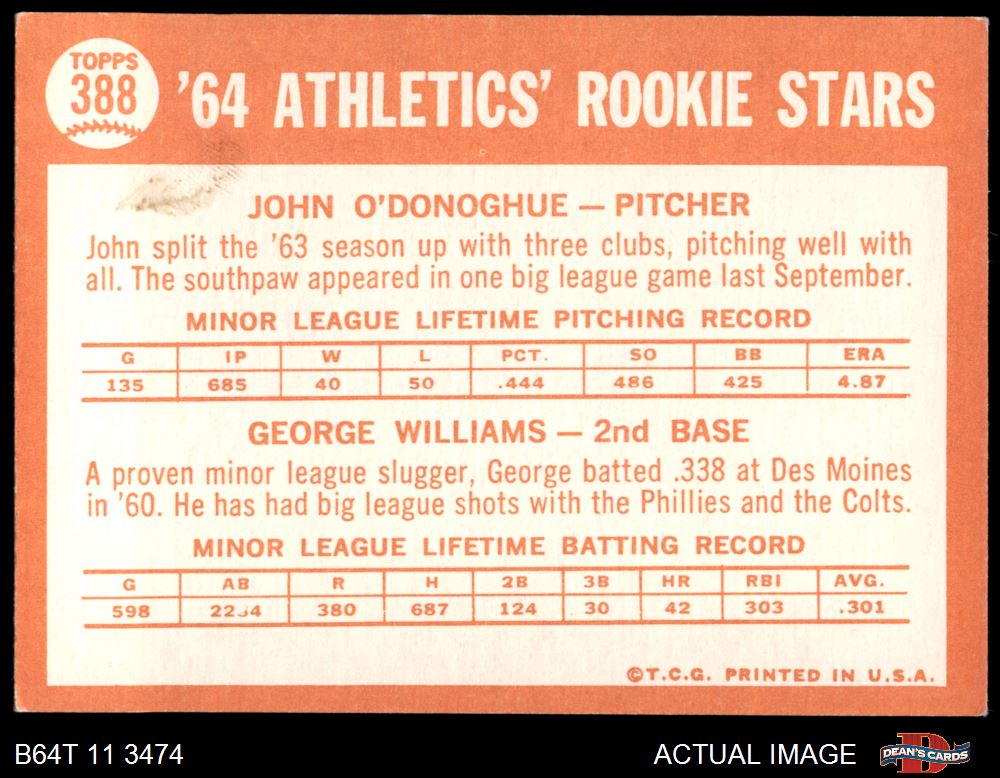 TOPPS
388
'64 ATHLETICS' ROOKIE STARS
JOHN O'DONOGHUE — PITCHER
John split the '63 season up with three clubs, pitching well with
all. The southpaw appeared in one big league game last September.
MINOR LEAGUE LIFETIME PITCHING RECORD
G IP W L PCT. SO BB ERA
135 685 40 50 .444 486 425 4.87
GEORGE WILLIAMS — 2nd BASE
A proven minor league slugger, George batted .338 at Des Moines
in '60. He has had big league shots with the Phillies and the Colts.
MINOR LEAGUE LIFETIME BATTING RECORD
G AB R H 2B 3B HR RBI AVG.
598 380 687 124 30 42 303 .301
©T.C.G. PRINTED IN U.S.A.
B64T 11 3474
ACTUAL IMAGE
DEAN'S CARDS